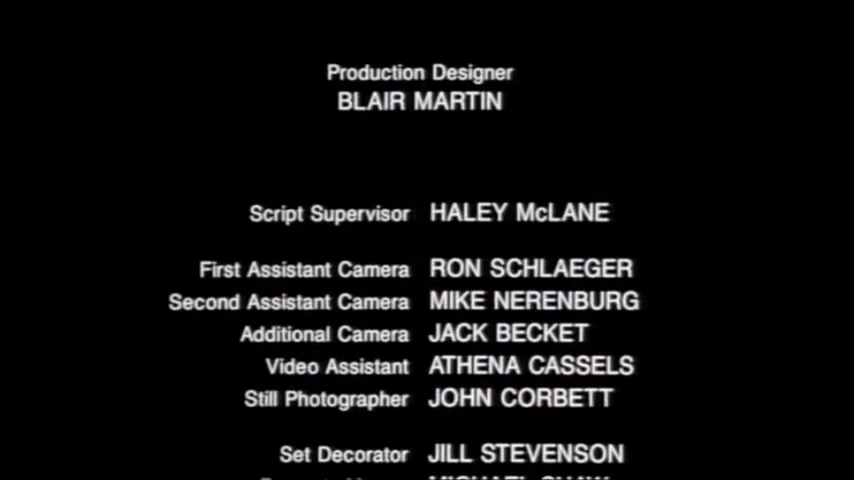 Production Designer
BLAIR MARTIN
Script Supervisor HALEY McLANE
First Assistant Camera RON SCHLAEGER
Second Assistant Camera MIKE NERENBURG
Additional Camera JACK BECKET
Video Assistant ATHENA CASSELS
Still Photographer JOHN CORBETT
Set Decorator JILL STEVENSON